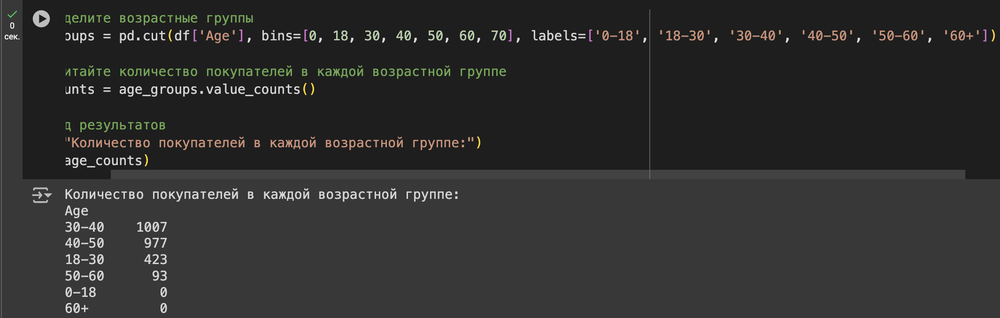 делите возрастные группы
oups = pd.cut(df['Age'], bins=[0, 18, 30, 40, 50, 60, 70], labels=['0-18', '18-30', '30-40', '40-50', '50-60', '60+'])
0
сек.
итайте количество покупателей в каждой возрастной группе
unts = age_groups.value_counts()
д результатов
"Количество покупателей в каждой возрастной группе:")
age_counts)
Количество покупателей в каждой возрастной группе:
Age
30-40 1007
40-50 977
18-30 423
50-60 93
0-18 0
60+ 0